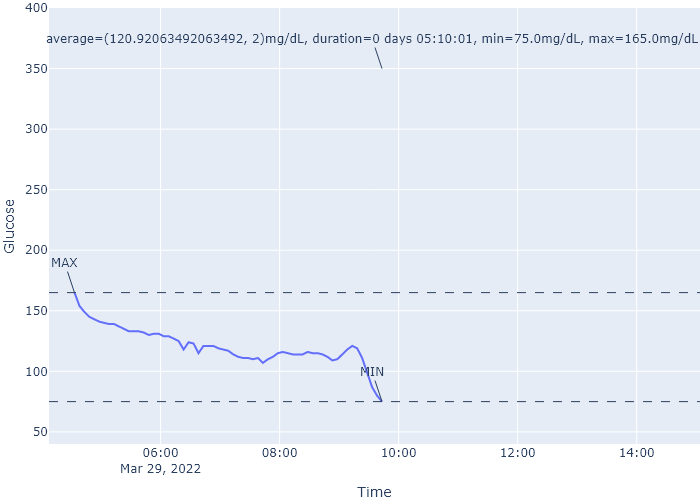 400
average=(120.92063492063492, 2)mg/dL, duration=0 days 05:10:01, min=75.0mg/dL, max=165.0mg/dL
350
300
250
200
Glucose
MAX
150
100
MIN
50
06:00 08:00 10:00 12:00 14:00
Mar 29, 2022
Time